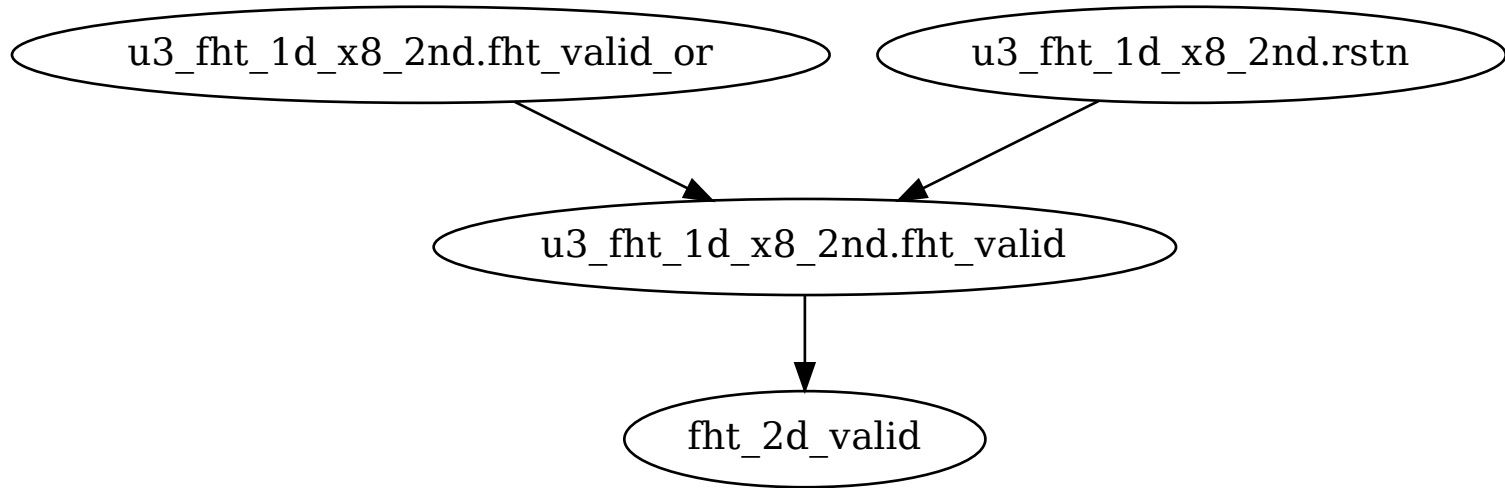 u3_fht_1d_x8_2nd.fht_valid_or
u3_fht_1d_x8_2nd.rstn
u3_fht_1d_x8_2nd.fht_valid
fht_2d_valid